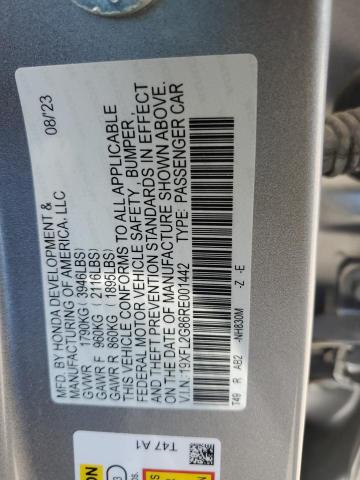 MFD. BY HONDA DEVELOPMENT & 08/'23
MANUFACTURING OF AMERICA, LLC
GVWR 1790KG (3946LBS)
GAWR F 960KG (2116LBS)
GAWR R 860KG (1895LBS)
THIS VEHICLE CONFORMS TO ALL APPLICABLE
FEDERAL MOTOR VEHICLE SAFETY, BUMPER,
AND THEFT PREVENTION STANDARDS IN EFFECT
ON THE DATE OF MANUFACTURE SHOWN ABOVE.
V.I.N: 19XFL2G86RE001442 TYPE: PASSENGER CAR
T49 R AB2 -NH830M -Z -E
T47 A1